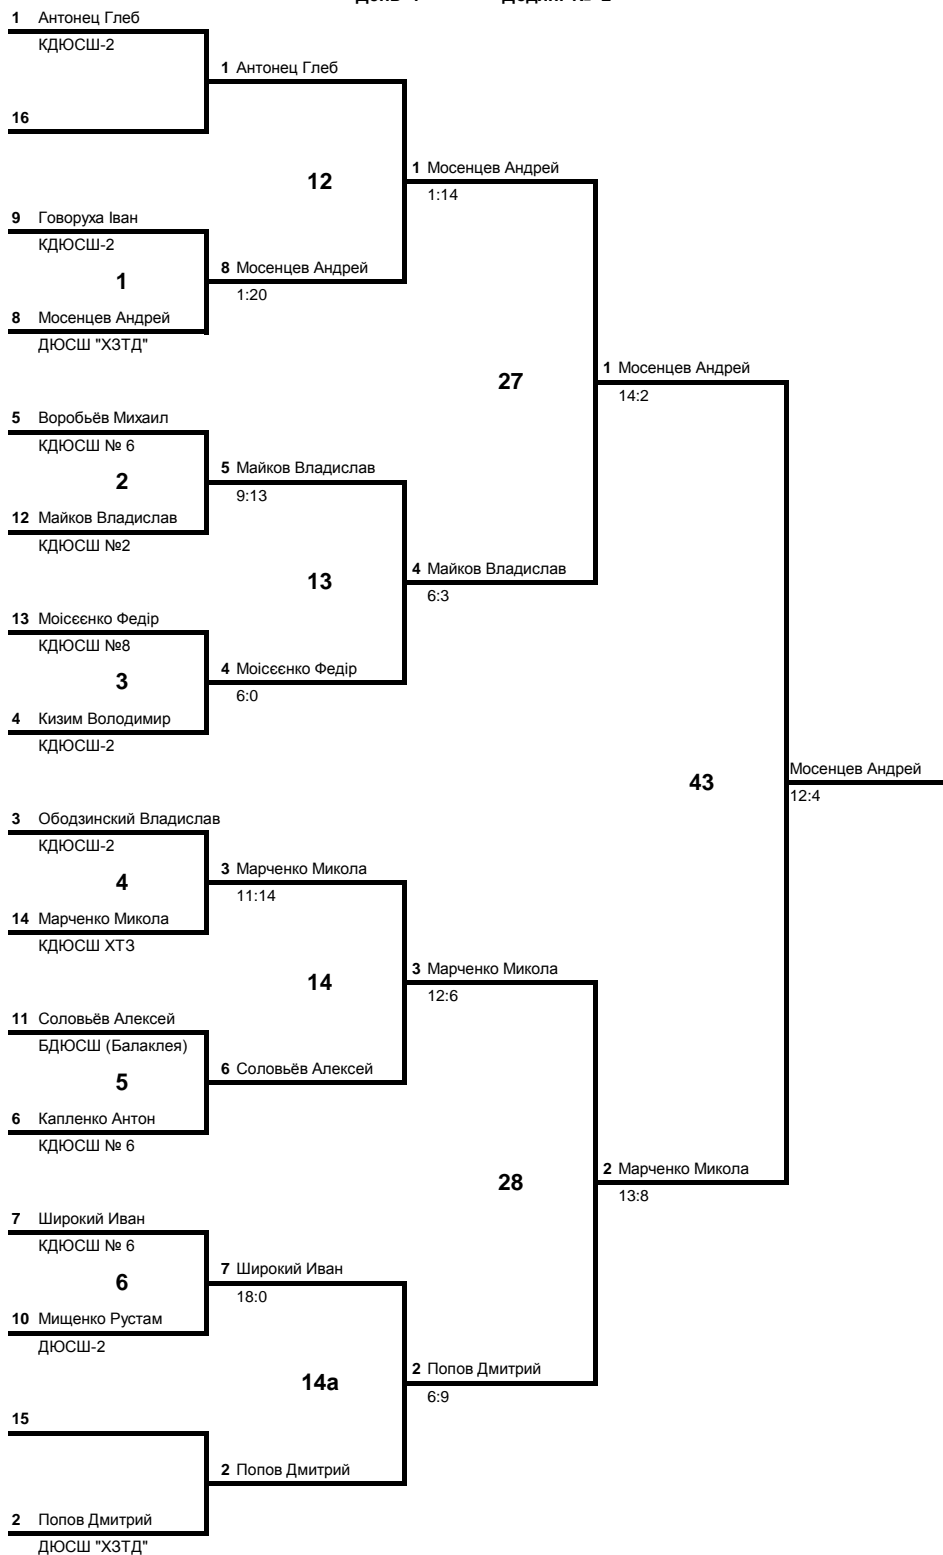 1 Антонец Глеб
КДЮСШ-2
1 Антонец Глеб
16
12
1 Мосенцев Андрей
1:14
9 Говоруха Іван
КДЮСШ-2
1
8 Мосенцев Андрей
1:20
8 Мосенцев Андрей
ДЮСШ "ХЗТД"
27
1 Мосенцев Андрей
14:2
5 Воробьёв Михаил
КДЮСШ № 6
2
5 Майков Владислав
9:13
12 Майков Владислав
КДЮСШ №2
13
4 Майков Владислав
6:3
13 Моісєєнко Федір
КДЮСШ №8
3
4 Моісєєнко Федір
6:0
4 Кизим Володимир
КДЮСШ-2
43
Мосенцев Андрей
12:4
3 Ободзинский Владислав
КДЮСШ-2
4
3 Марченко Микола
11:14
14 Марченко Микола
КДЮСШ ХТЗ
14
3 Марченко Микола
12:6
11 Соловьёв Алексей
БДЮСШ (Балаклея)
5
6 Соловьёв Алексей
6 Капленко Антон
КДЮСШ № 6
28
2 Марченко Микола
13:8
7 Широкий Иван
КДЮСШ № 6
6
7 Широкий Иван
18:0
10 Мищенко Рустам
ДЮСШ-2
14а
2 Попов Дмитрий
6:9
15
2 Попов Дмитрий
2 Попов Дмитрий
ДЮСШ "ХЗТД"